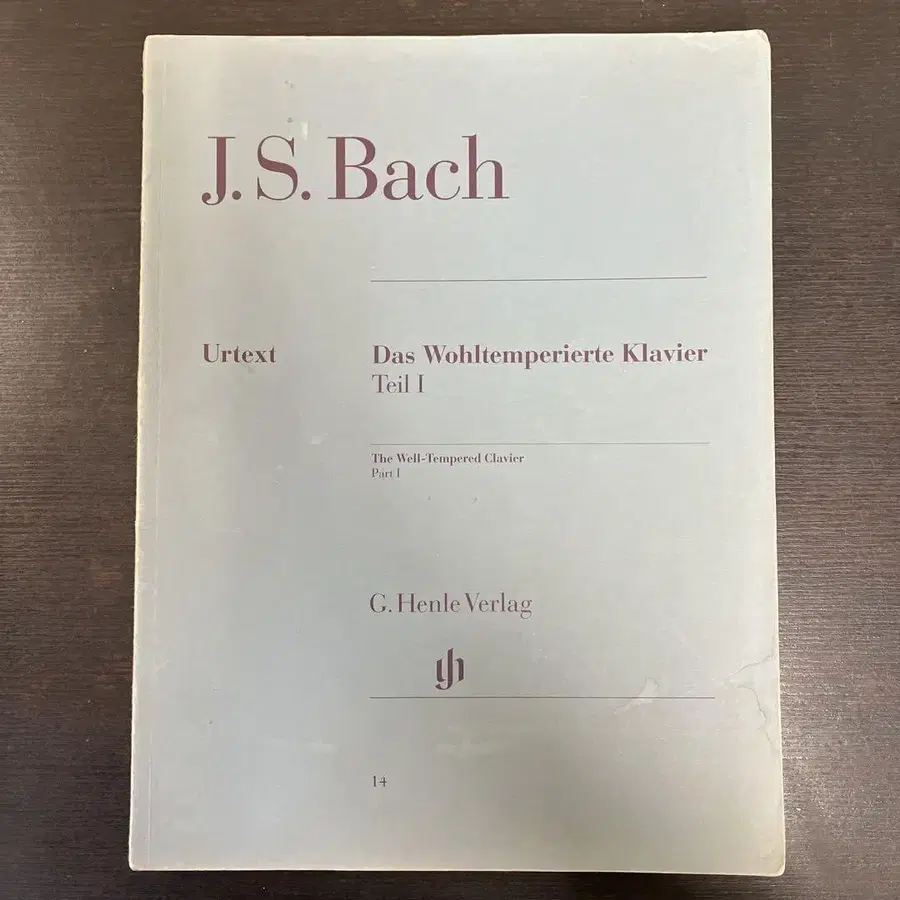 J. S. Bach
Urtext
Das Wohltemperierte Klavier
Teil I
The Well-Tempered Clavier
Part I
G. Henle Verlag
14